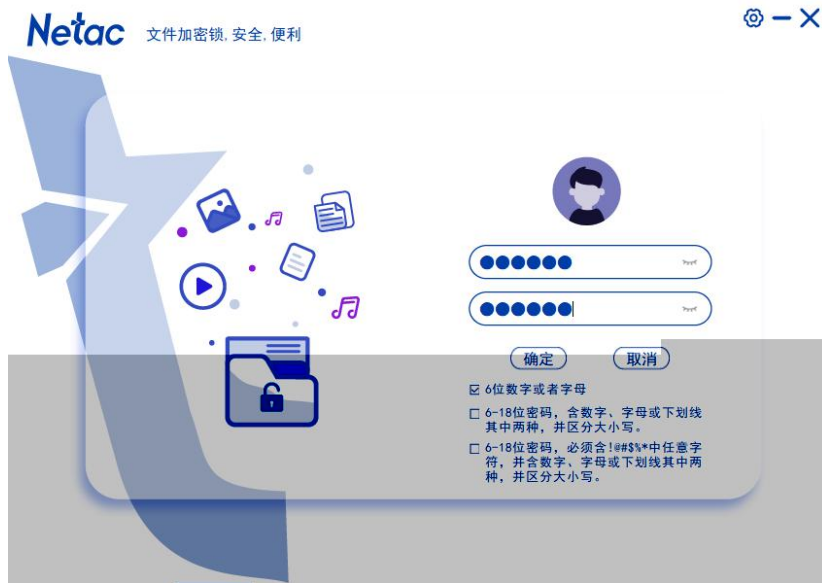 Netac 文件加密锁,安全,便利
确定 取消
6位数字或者字母
6-18位密码，含数字、字母或下划线
其中两种，并区分大小写。
6-18位密码，必须含!@#$%*中任意字
符，并含数字、字母或下划线其中两
种，并区分大小写。